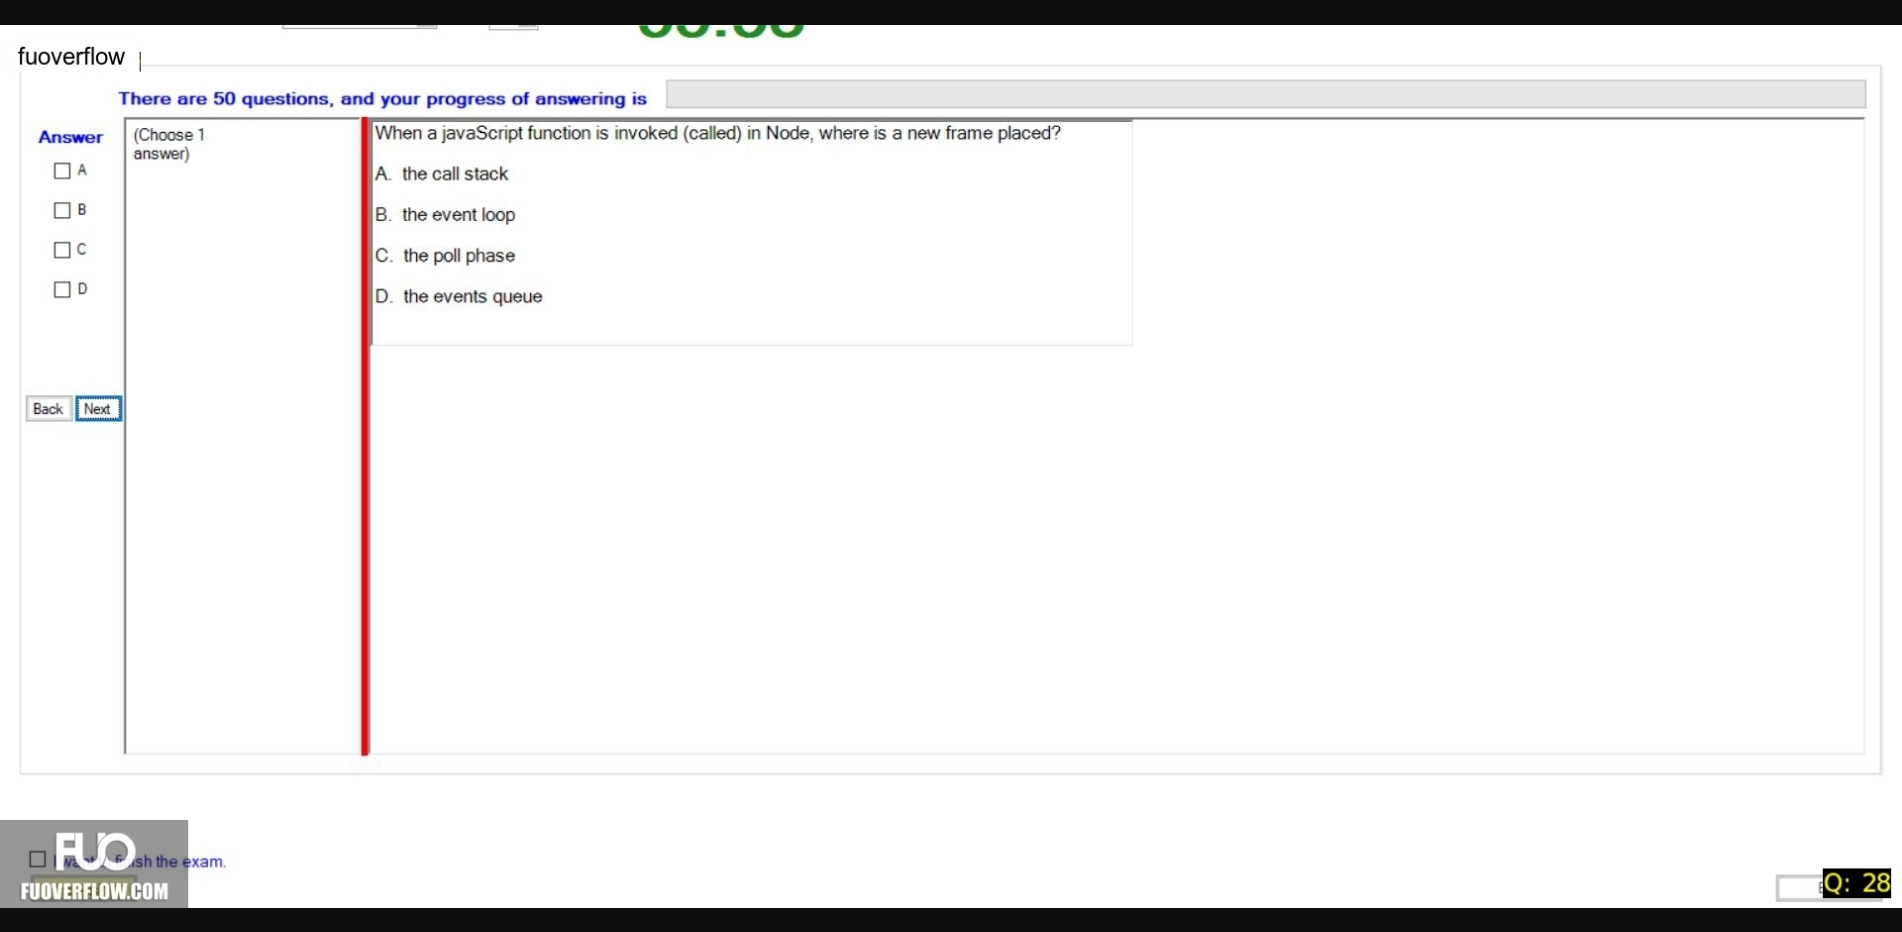 fuoverflow
There are 50 questions, and your progress of answering is
Answer
(Choose 1
answer)
When a javaScript function is invoked (called) in Node, where is a new frame placed?
A. the call stack
B. the event loop
C. the poll phase
D. the events queue
A
B
C
D
Back Next
FUO
finish the exam.
FUOVERFLOW.COM
Q: 28